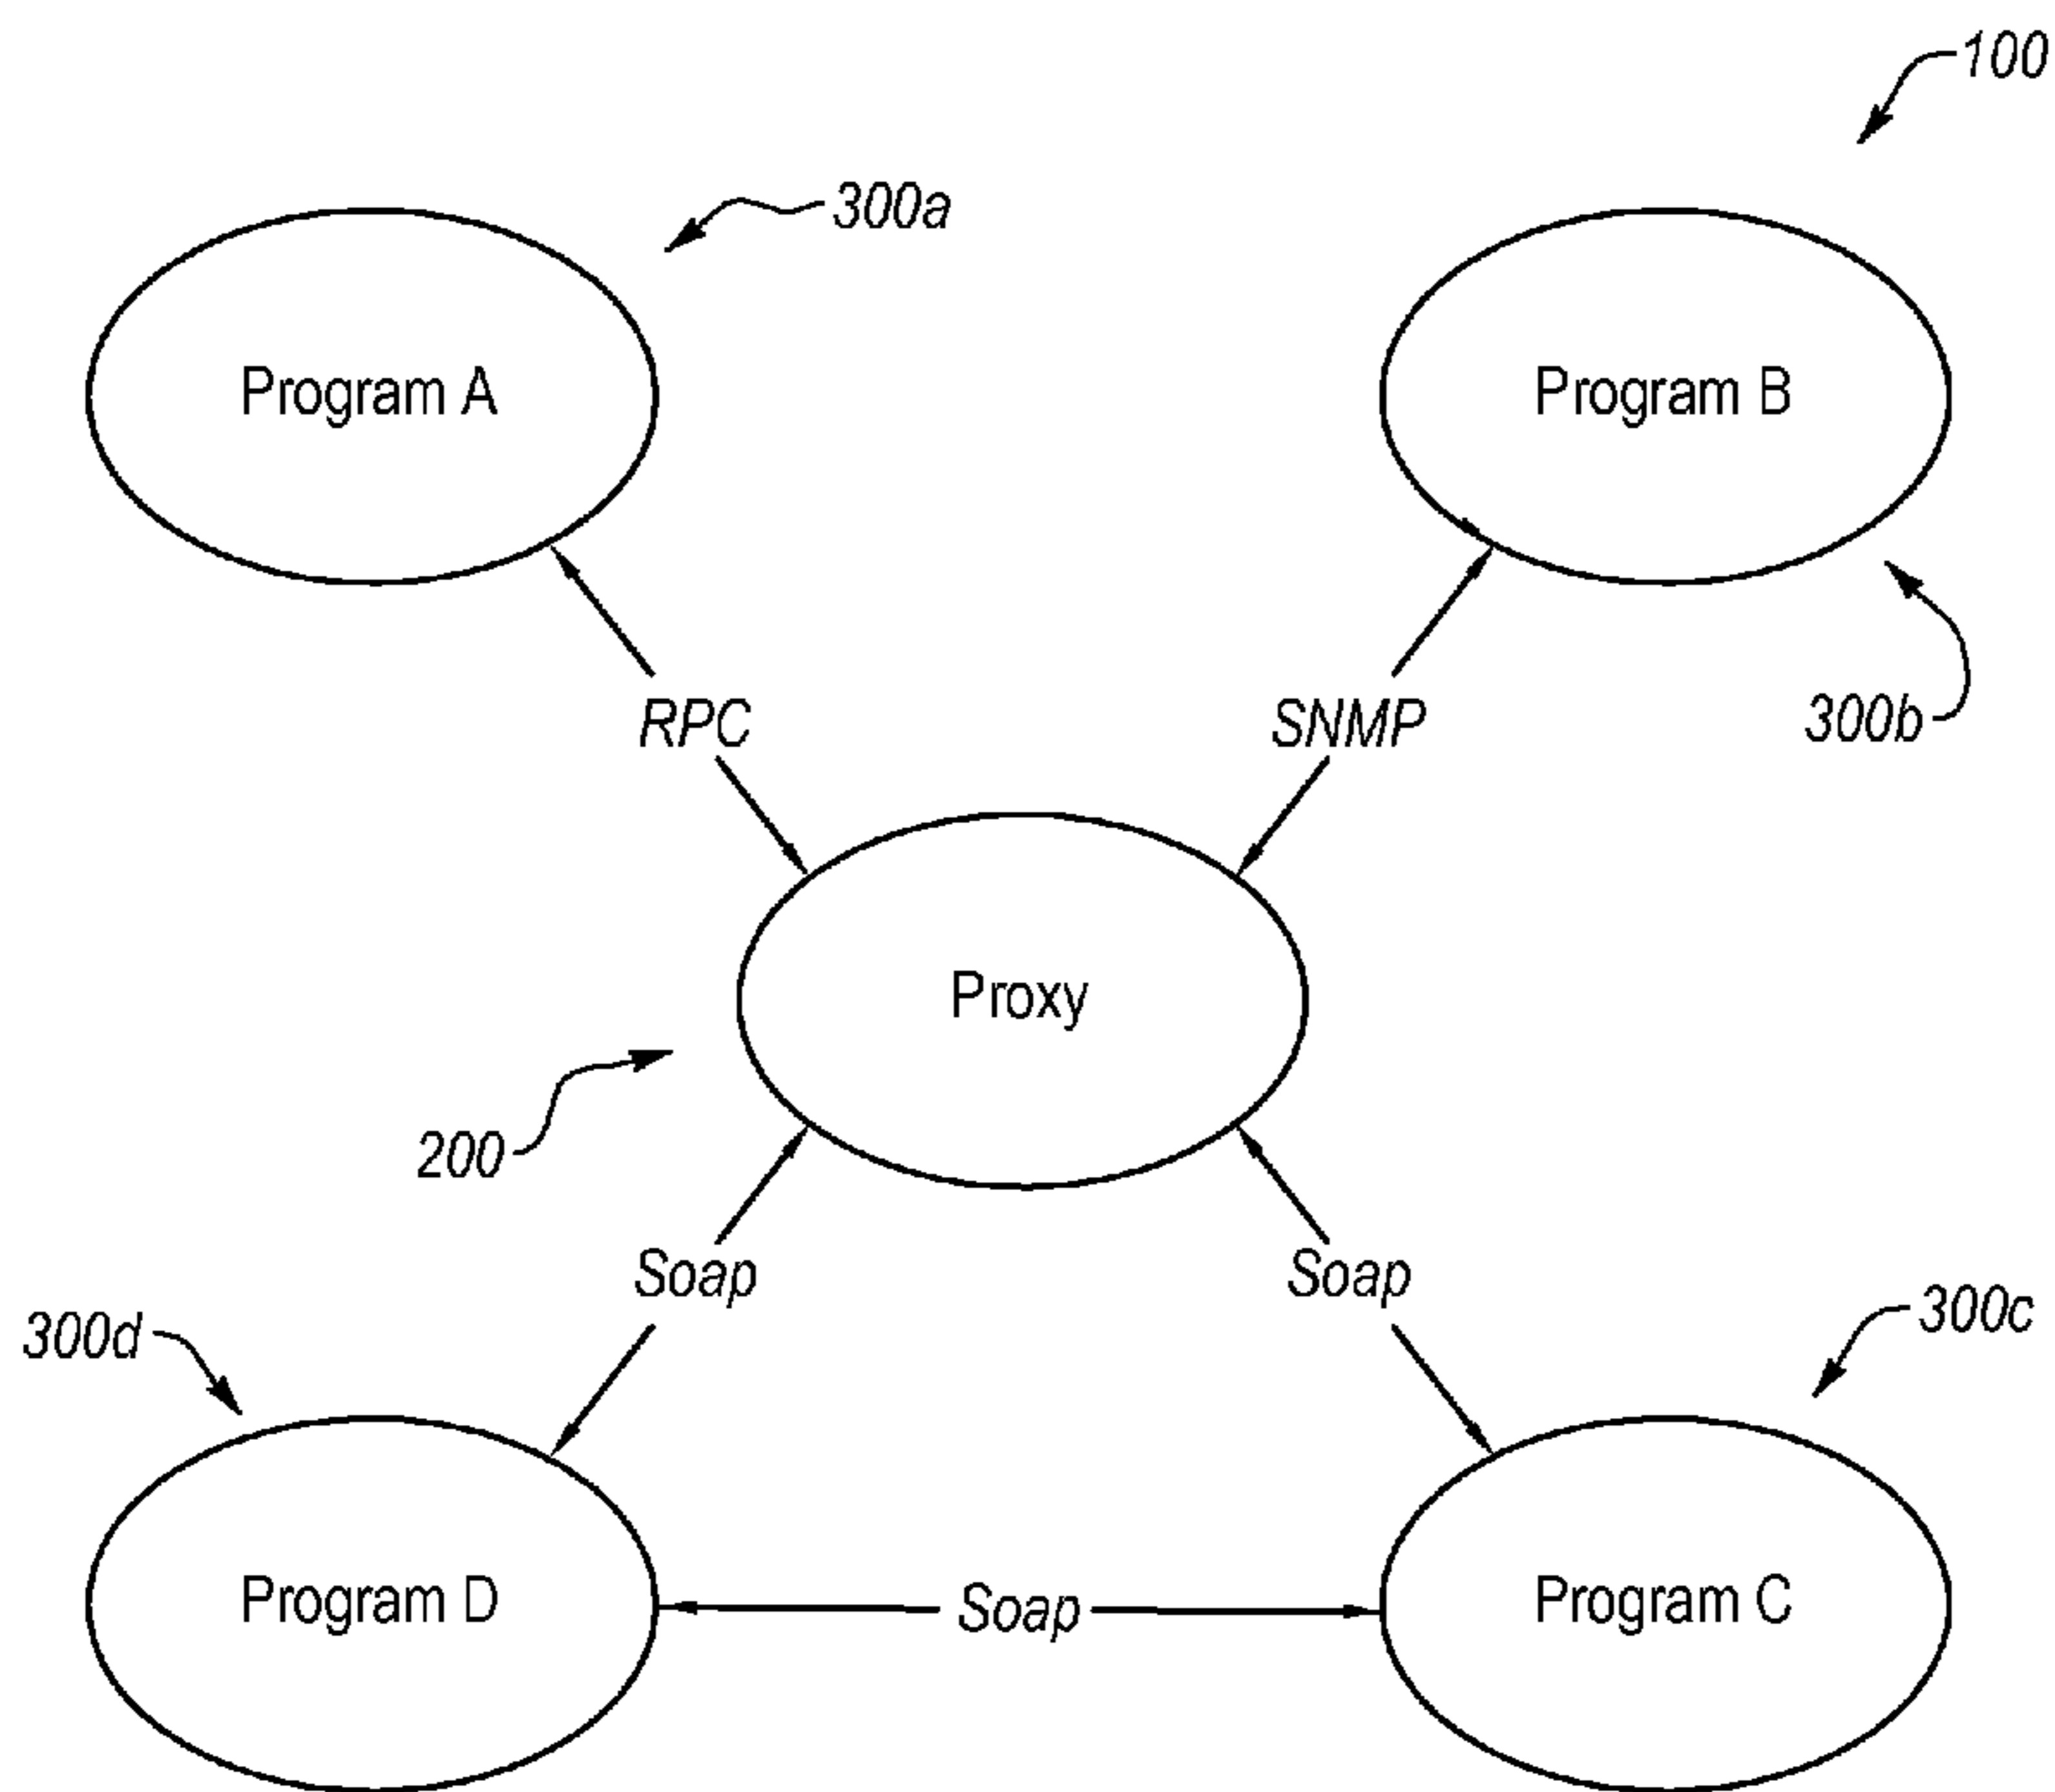 100
300a
Program A
Program B
RPC
SNMP
300b
Proxy
200
Soap
Soap
300d
300c
Program D
Soap
Program C